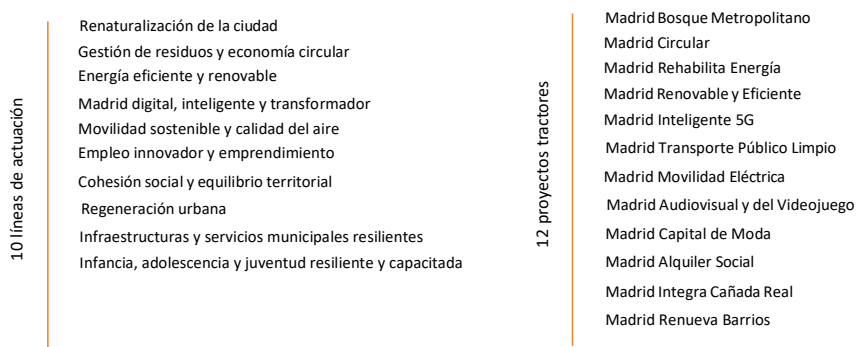 10 líneas de actuación
Renaturalización de la ciudad
Gestión de residuos y economía circular
Energía eficiente y renovable
Madrid digital, inteligente y transformador
Movilidad sostenible y calidad del aire
Empleo innovador y emprendimiento
Cohesión social y equilibrio territorial
Regeneración urbana
Infraestructuras y servicios municipales resilientes
Infancia, adolescencia y juventud resiliente y capacitada
12 proyectos tractores
Madrid Bosque Metropolitano
Madrid Circular
Madrid Rehabilita Energía
Madrid Renovable y Eficiente
Madrid Inteligente 5G
Madrid Transporte Público Limpio
Madrid Movilidad Eléctrica
Madrid Audiovisual y del Videojuego
Madrid Capital de Moda
Madrid Alquiler Social
Madrid Integra Cañada Real
Madrid Renueva Barrios